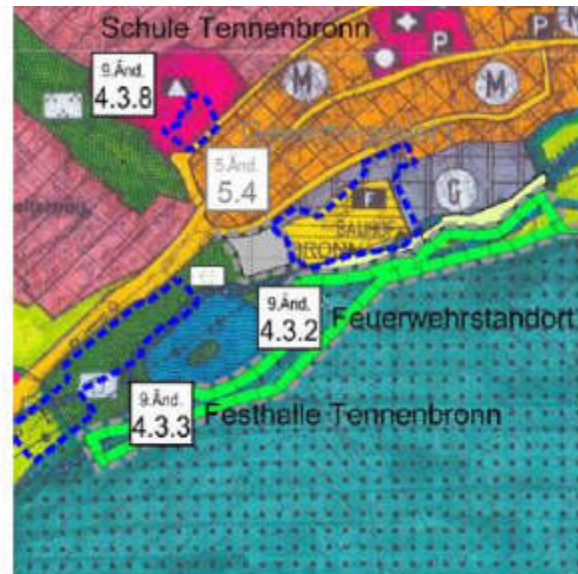 Schule Tennenbronn
9.Änd.
4.3.8
P
P
M
M
5.Änd.
5.4
F
G
BAUHOF
9.Änd.
4.3.2
Feuerwehrstandort
9.Änd.
4.3.3
Festhalle Tennenbronn